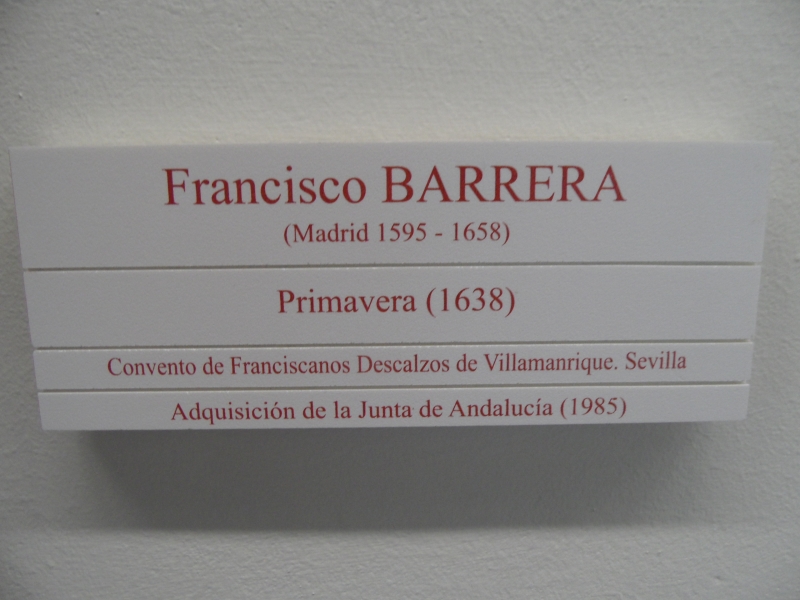 Francisco BARRERA
(Madrid 1595 - 1658)
Primavera (1638)
Convento de Franciscanos Descalzos de Villamanrique. Sevilla
Adquisición de la Junta de Andalucía (1985)